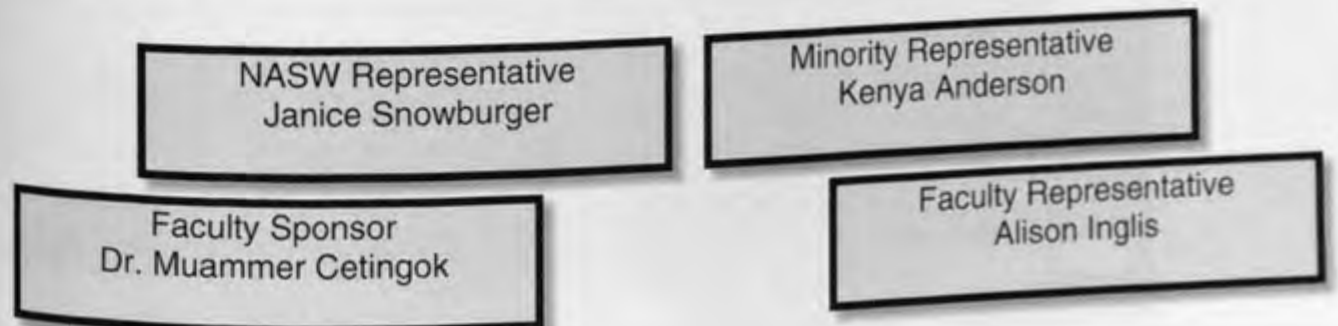 NASW Representative
Janice Snowburger
Minority Representative
Kenya Anderson
Faculty Sponsor
Dr. Muammer Cetingok
Faculty Representative
Alison Inglis